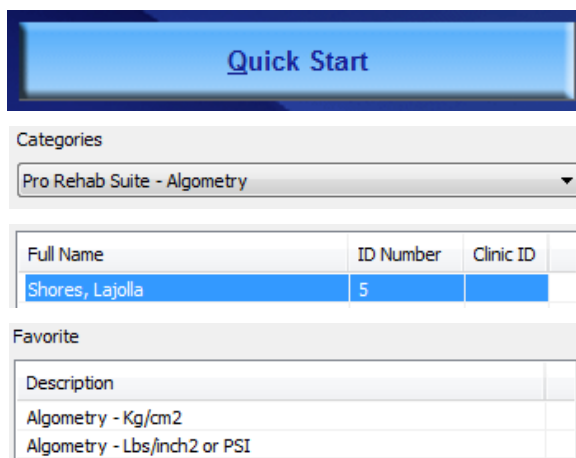 Quick Start
Categories
Pro Rehab Suite - Algometry
Full Name ID Number Clinic ID
Shores, Lajolla 5
Favorite
Description
Algometry - Kg/cm2
Algometry - Lbs/inch2 or PSI